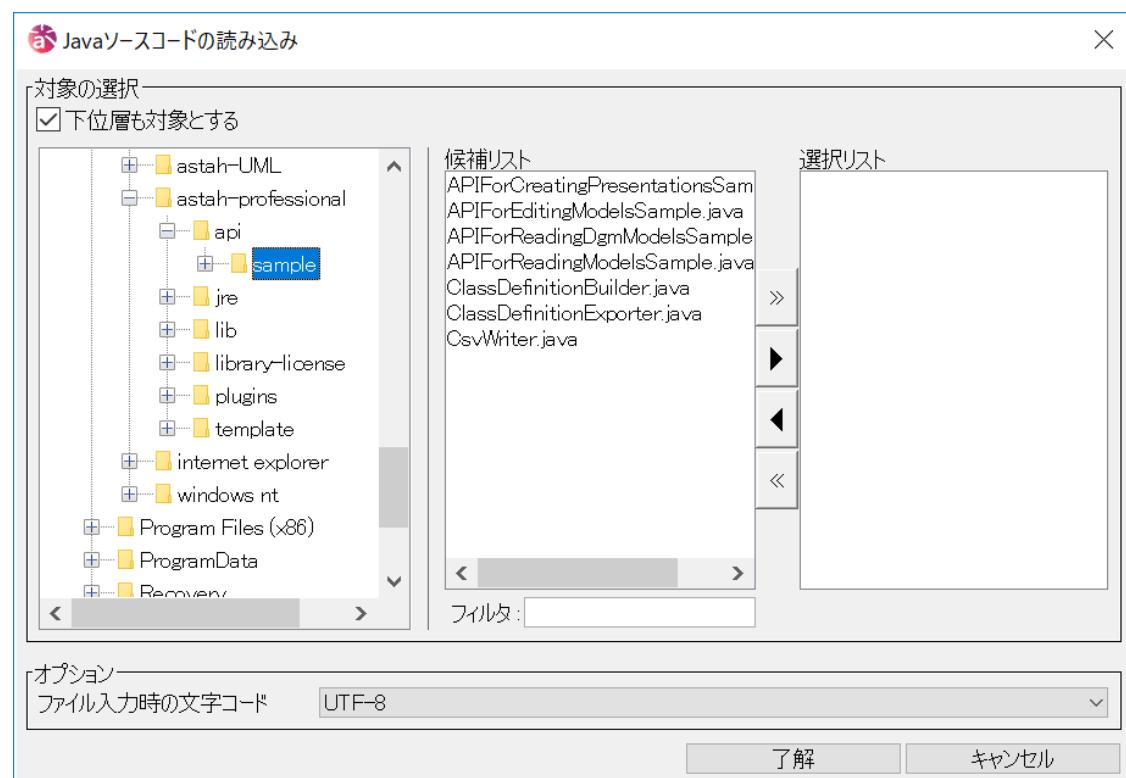 Javaソースコードの読み込み
対象の選択
下位層も対象とする
astah-UML
astah-professional
api
sample
jre
lib
library-license
plugins
template
internet explorer
windows nt
Program Files (x86)
ProgramData
Recovery
候補リスト
APIForCreatingPresentationsSam
APIForEditingModelsSample.java
APIForReadingDgmModelsSample
APIForReadingModelsSample.java
ClassDefinitionBuilder.java
ClassDefinitionExporter.java
CsvWriter.java
フィルタ :
選択リスト
オプション
ファイル入力時の文字コード UTF-8
了解 キャンセル